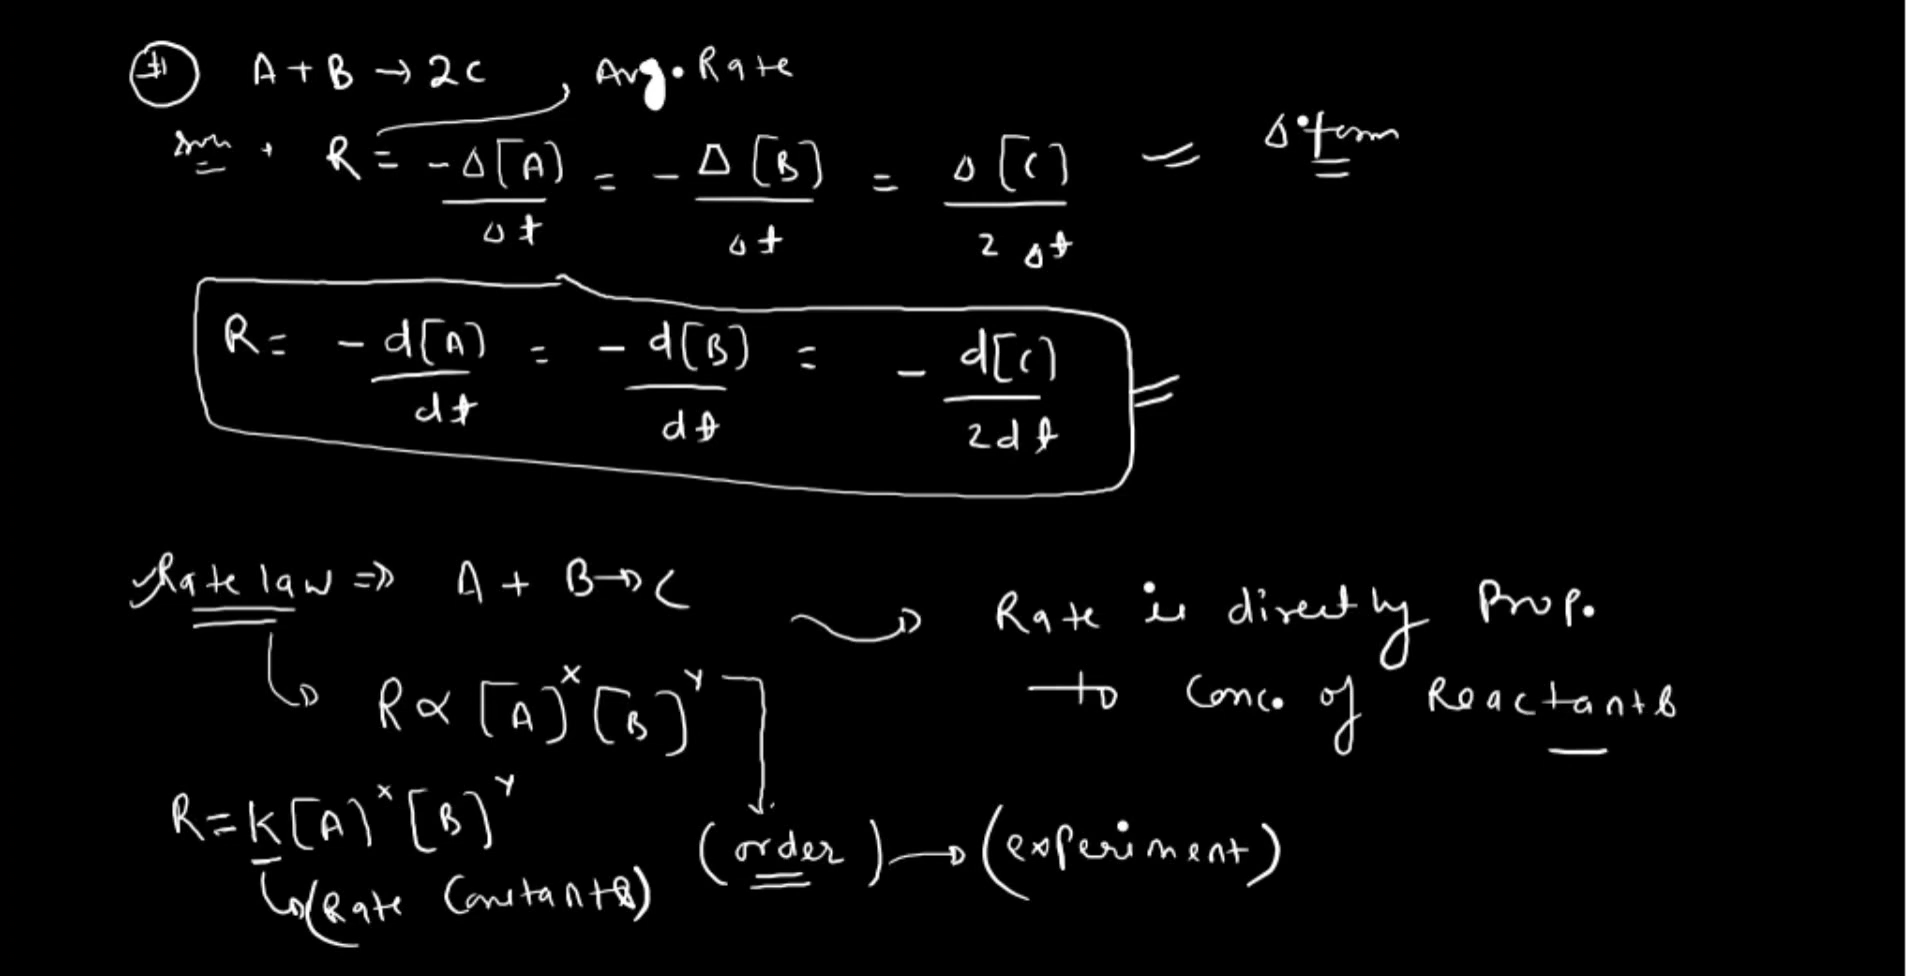 #1 A + B → 2C , Avg. Rate
R = -Δ[A]/Δt = -Δ[B]/Δt = Δ[C]/2Δt = Δ form
R = -d[A]/dt = -d[B]/dt = -d[C]/2dt =
Rate law ⇒ A + B → C → Rate is directly Prop.
to Conc. of Reactants
R ∝ [A]^x [B]^y
R = K[A]^x [B]^y
(order) → (experiment)
(Rate Constants)